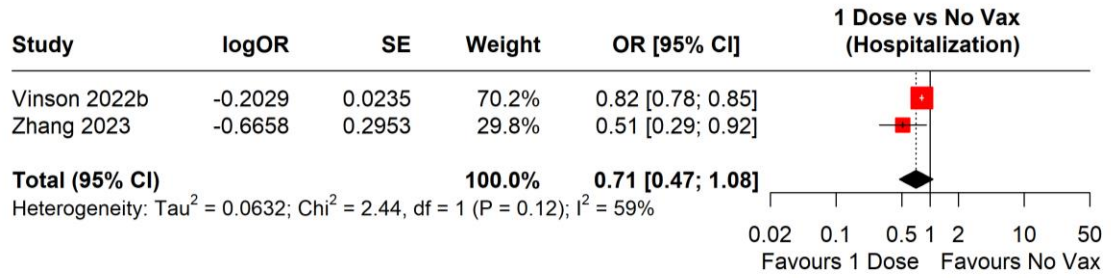 1 Dose vs No Vax
Study logOR SE Weight OR [95% CI] (Hospitalization)
Vinson 2022b -0.2029 0.0235 70.2% 0.82 [0.78; 0.85]
Zhang 2023 -0.6658 0.2953 29.8% 0.51 [0.29; 0.92]
Total (95% CI) 100.0% 0.71 [0.47; 1.08]
Heterogeneity: Tau² = 0.0632; Chi² = 2.44, df = 1 (P = 0.12); I² = 59%
0.02 0.1 0.5 1 2 10 50
Favours 1 Dose Favours No Vax